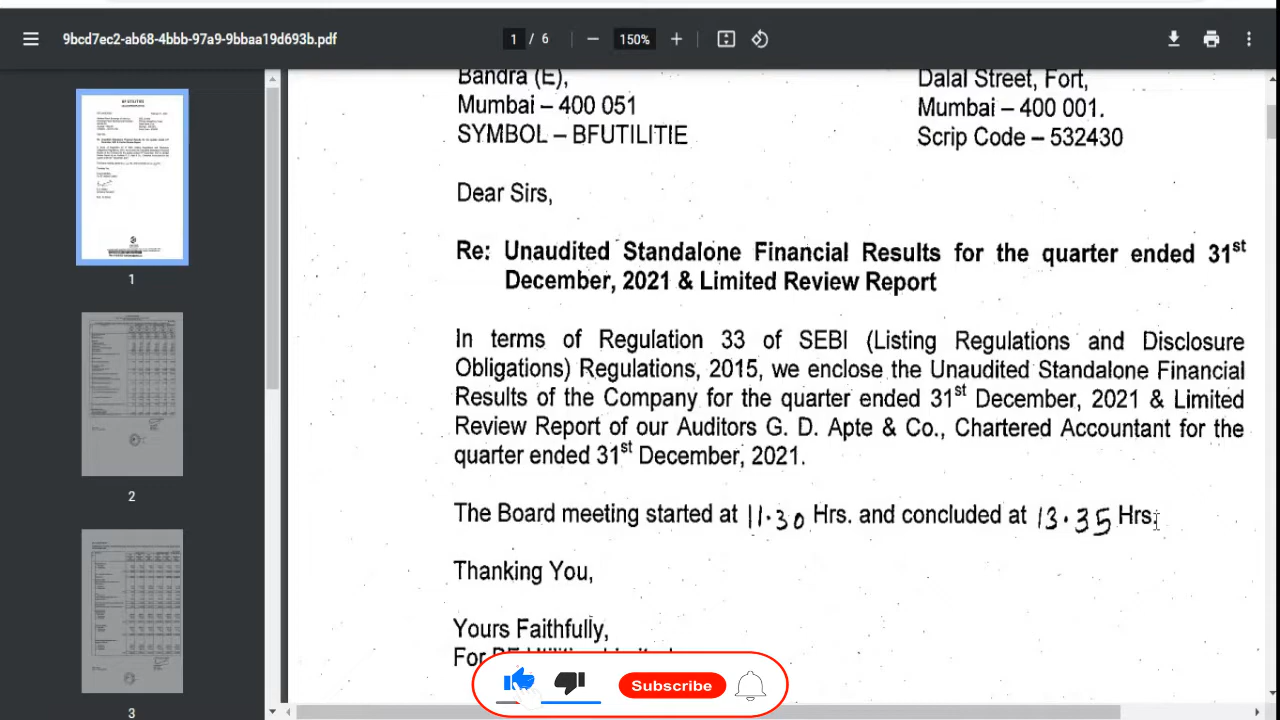 9bcd7ec2-ab68-4bbb-97a9-9bbaa19d693b.pdf
1 / 6
150%
Bandra (E),
Mumbai – 400 051
SYMBOL – BFUTILITIE
Dalal Street, Fort,
Mumbai – 400 001.
Scrip Code – 532430
Dear Sirs,
Re: Unaudited Standalone Financial Results for the quarter ended 31st
December, 2021 & Limited Review Report
In terms of Regulation 33 of SEBI (Listing Regulations and Disclosure
Obligations) Regulations, 2015, we enclose the Unaudited Standalone Financial
Results of the Company for the quarter ended 31st December, 2021 & Limited
Review Report of our Auditors G. D. Apte & Co., Chartered Accountant for the
quarter ended 31st December, 2021.
The Board meeting started at 11.30 Hrs. and concluded at 13.35 Hrs.
Thanking You,
Yours Faithfully,
For
Subscribe
1
2
3